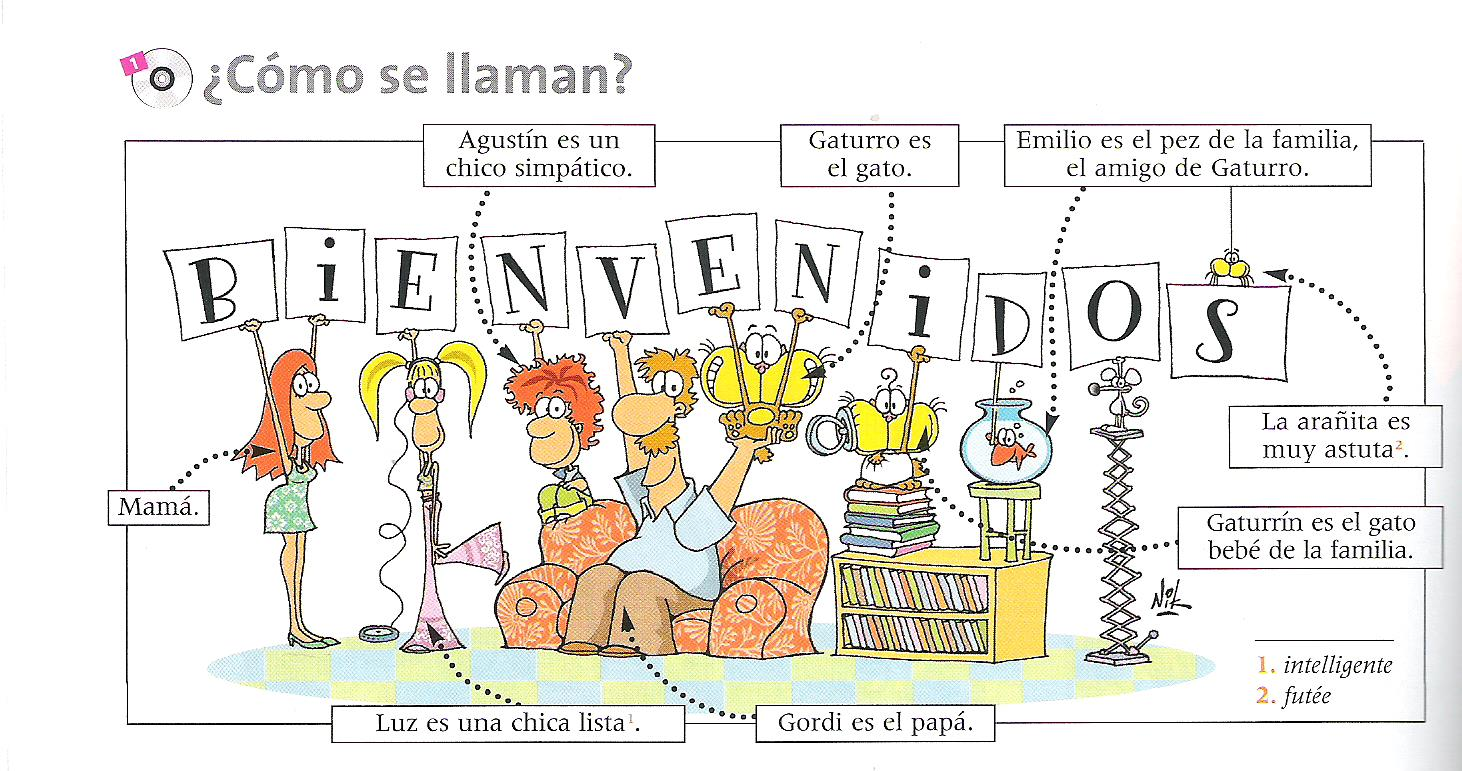 1
¿Cómo se llaman?
Agustín es un
chico simpático.
Gaturro es
el gato.
Emilio es el pez de la familia,
el amigo de Gaturro.
B i E N V E N i D O S
La arañita es
muy astuta².
Mamá.
Gaturrín es el gato
bebé de la familia.
Nik
1. intelligente
2. futée
Luz es una chica lista¹.
Gordi es el papá.